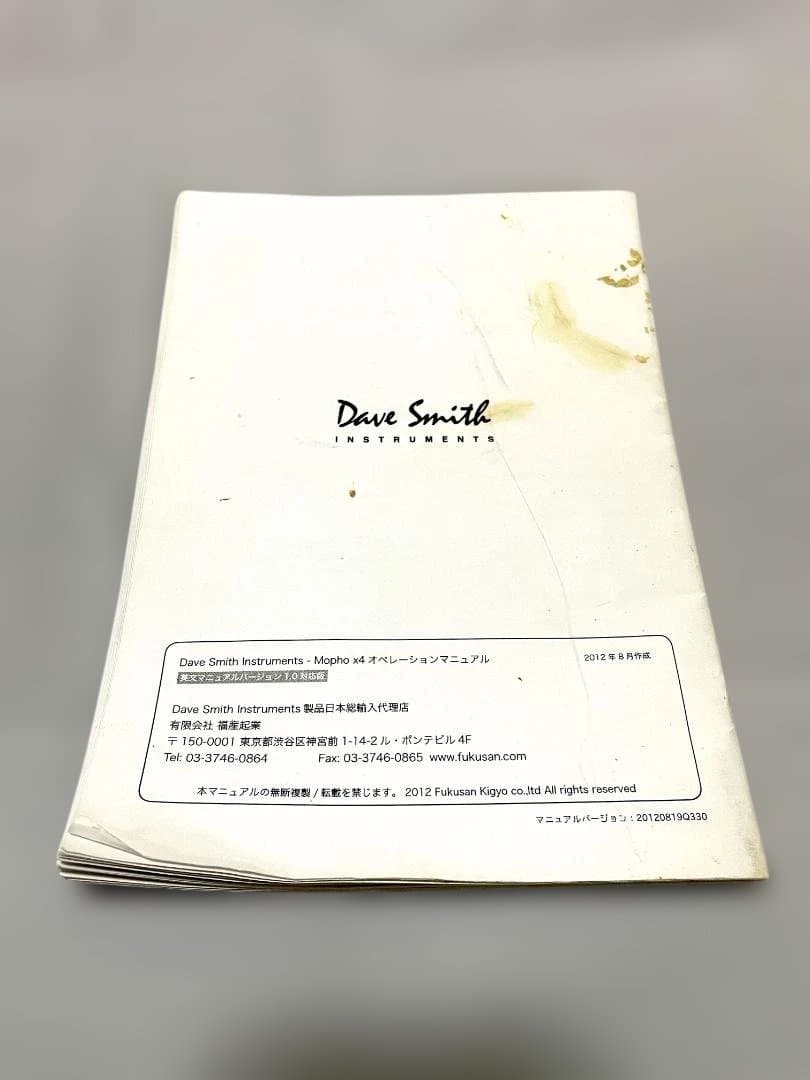 Dave Smith
INSTRUMENTS
Dave Smith Instruments - Mopho x4 オペレーションマニュアル
2012 年 8 月作成
英文マニュアルバージョン 1.0 対応版
Dave Smith Instruments 製品日本総輸入代理店
有限会社 福産起業
〒 150-0001 東京都渋谷区神宮前 1-14-2 ル・ポンテビル 4F
Tel: 03-3746-0864 Fax: 03-3746-0865 www.fukusan.com
本マニュアルの無断複製 / 転載を禁じます。 2012 Fukusan Kigyo co.,ltd All rights reserved
マニュアルバージョン : 20120819Q330